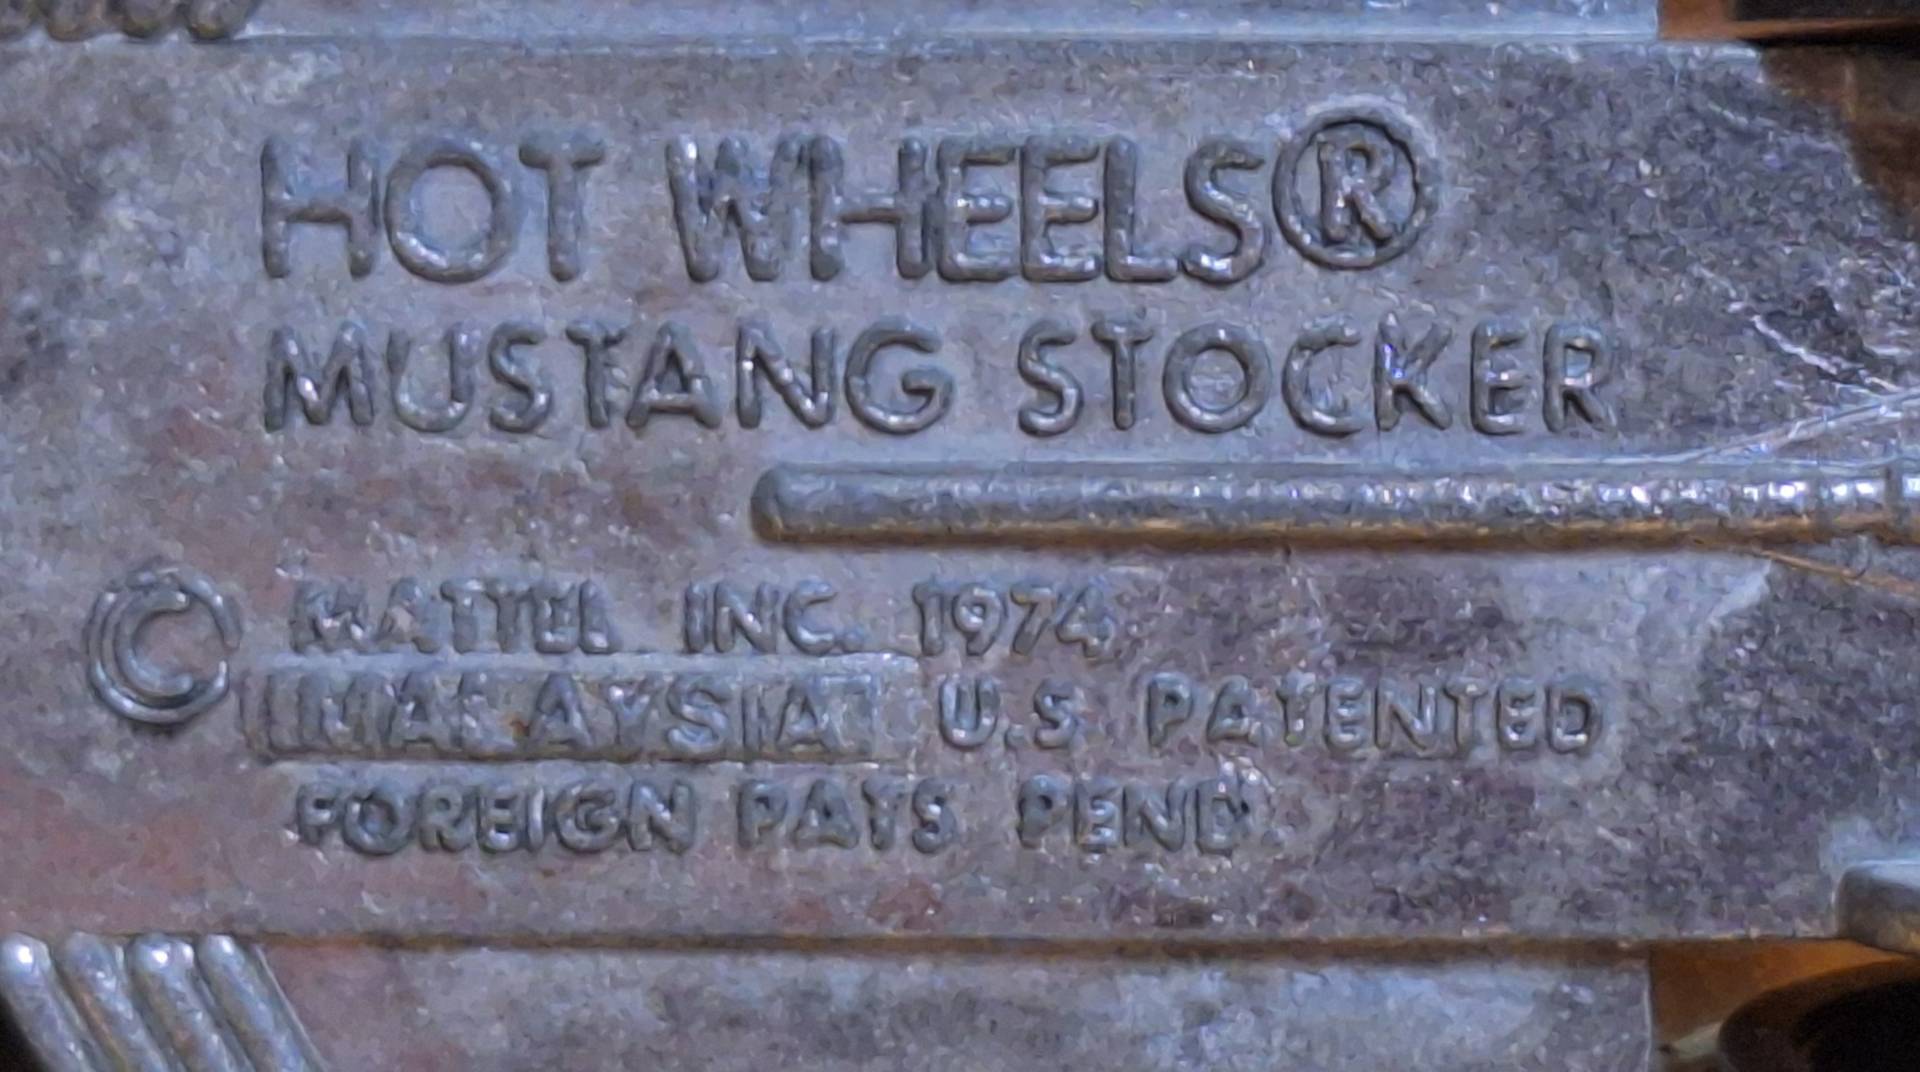 HOT WHEELS®
MUSTANG STOCKER
© MATTEL INC. 1974
MALAYSIA U.S PATENTED
FOREIGN PATS PEND